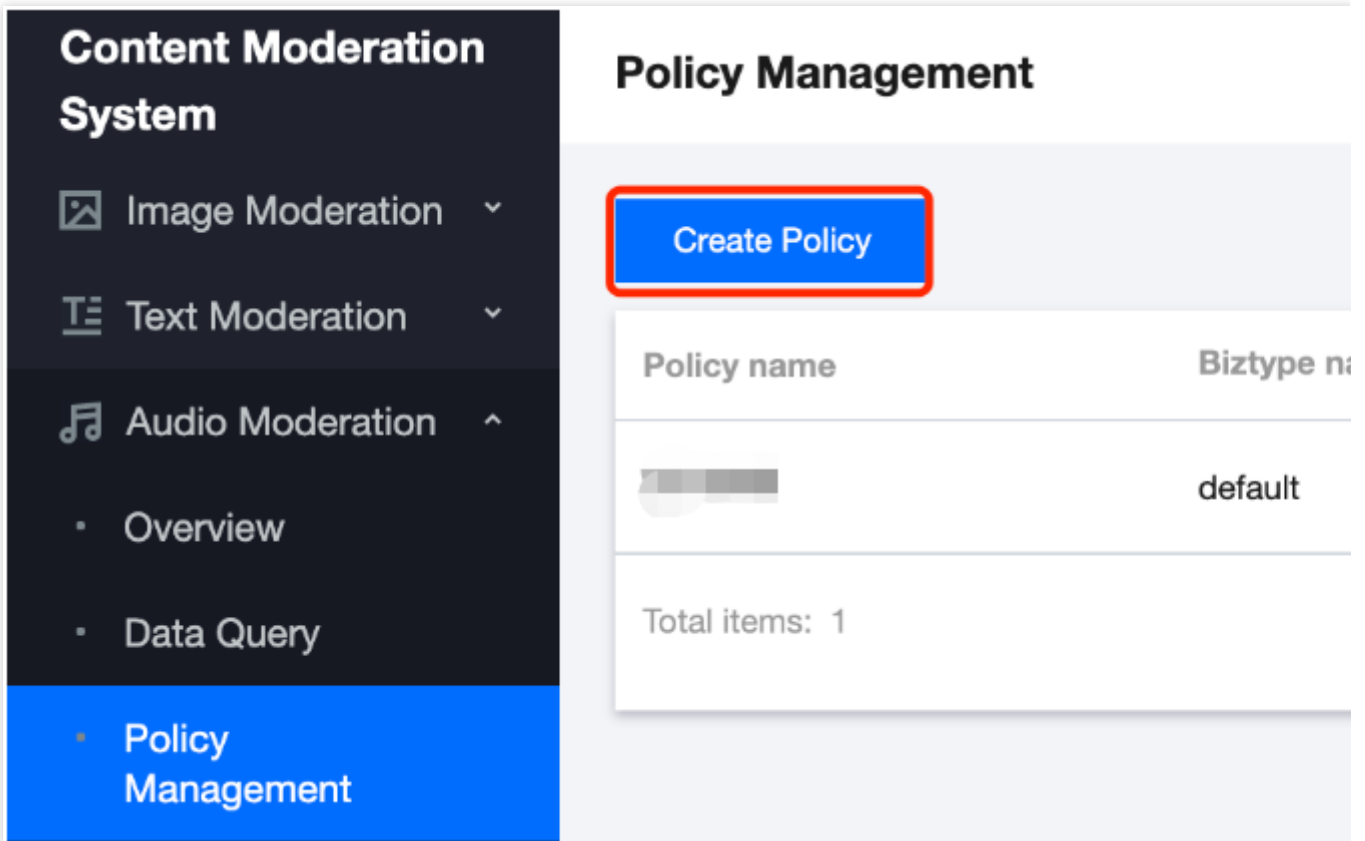 Content Moderation
System
Image Moderation
Text Moderation
Audio Moderation
Overview
Data Query
Policy
Management
Policy Management
Create Policy
Policy name
Biztype
default
Total items: 1